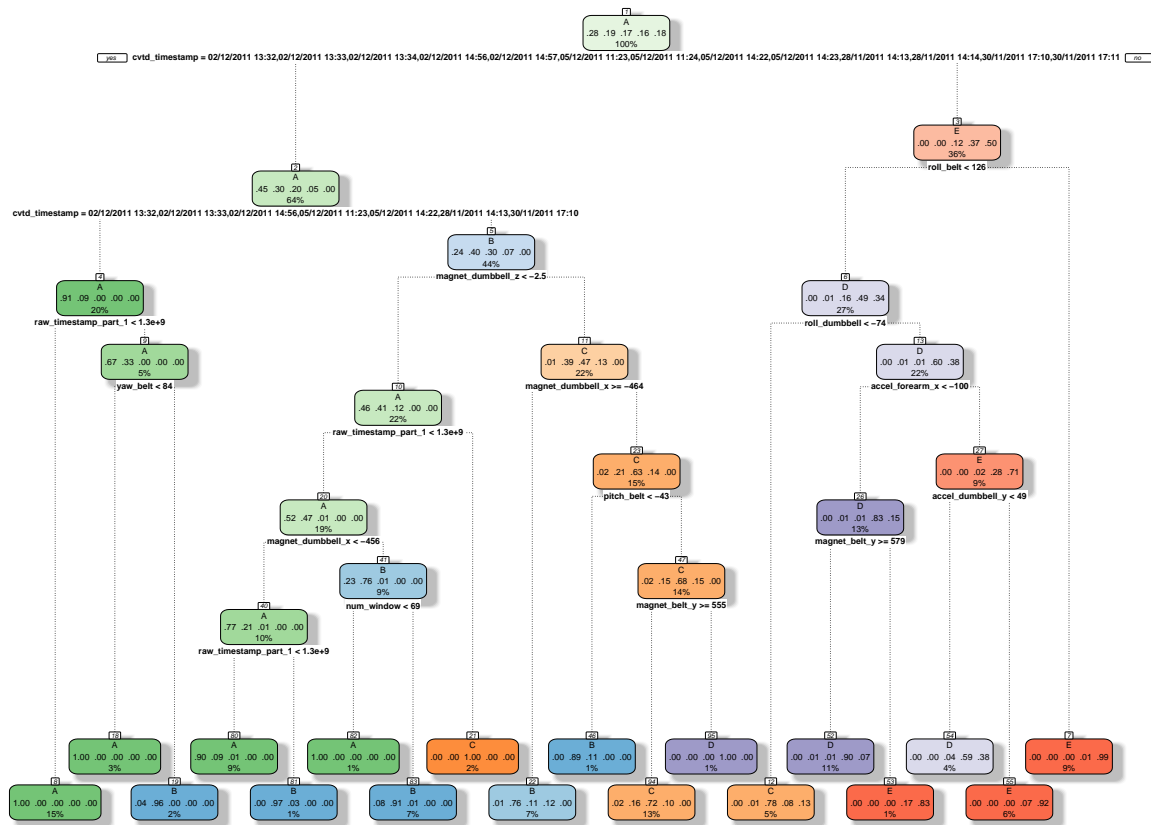 1
A
.28 .19 .17 .16 .18
100%
yes cvtd_timestamp = 02/12/2011 13:32,02/12/2011 13:33,02/12/2011 13:34,02/12/2011 14:56,02/12/2011 14:57,05/12/2011 11:23,05/12/2011 11:24,05/12/2011 14:22,05/12/2011 14:23,28/11/2011 14:13,28/11/2011 14:14,30/11/2011 17:10,30/11/2011 17:11 no
3
E
.00 .00 .12 .37 .50
36%
roll_belt < 126
2
A
.45 .30 .20 .05 .00
64%
cvtd_timestamp = 02/12/2011 13:32,02/12/2011 13:33,02/12/2011 14:56,05/12/2011 11:23,05/12/2011 14:22,28/11/2011 14:13,30/11/2011 17:10
5
B
.24 .40 .30 .07 .00
44%
magnet_dumbbell_z < −2.5
4
A
.91 .09 .00 .00 .00
20%
raw_timestamp_part_1 < 1.3e+9
6
D
.00 .01 .16 .49 .34
27%
roll_dumbbell < −74
9
A
.67 .33 .00 .00 .00
5%
yaw_belt < 84
11
C
.01 .39 .47 .13 .00
22%
magnet_dumbbell_x >= −464
13
D
.00 .01 .01 .60 .38
22%
accel_forearm_x < −100
10
A
.46 .41 .12 .00 .00
22%
raw_timestamp_part_1 < 1.3e+9
23
C
.02 .21 .63 .14 .00
15%
pitch_belt < −43
27
E
.00 .00 .02 .28 .71
9%
accel_dumbbell_y < 49
20
A
.52 .47 .01 .00 .00
19%
magnet_dumbbell_x < −456
26
D
.00 .01 .01 .83 .15
13%
magnet_belt_y >= 579
41
B
.23 .76 .01 .00 .00
9%
num_window < 69
47
C
.02 .15 .68 .15 .00
14%
magnet_belt_y >= 555
40
A
.77 .21 .01 .00 .00
10%
raw_timestamp_part_1 < 1.3e+9
18
A
1.00 .00 .00 .00 .00
3%
80
A
.90 .09 .01 .00 .00
9%
82
A
1.00 .00 .00 .00 .00
1%
21
C
.00 .00 1.00 .00 .00
2%
46
B
.00 .89 .11 .00 .00
1%
95
D
.00 .00 .00 1.00 .00
1%
52
D
.00 .01 .01 .90 .07
11%
54
D
.00 .00 .04 .59 .38
4%
7
E
.00 .00 .00 .01 .99
9%
8
A
1.00 .00 .00 .00 .00
15%
19
B
.04 .96 .00 .00 .00
2%
81
B
.00 .97 .03 .00 .00
1%
83
B
.08 .91 .01 .00 .00
7%
22
B
.01 .76 .11 .12 .00
7%
94
C
.02 .16 .72 .10 .00
13%
12
C
.00 .01 .78 .08 .13
5%
53
E
.00 .00 .00 .17 .83
1%
55
E
.00 .00 .00 .07 .92
6%